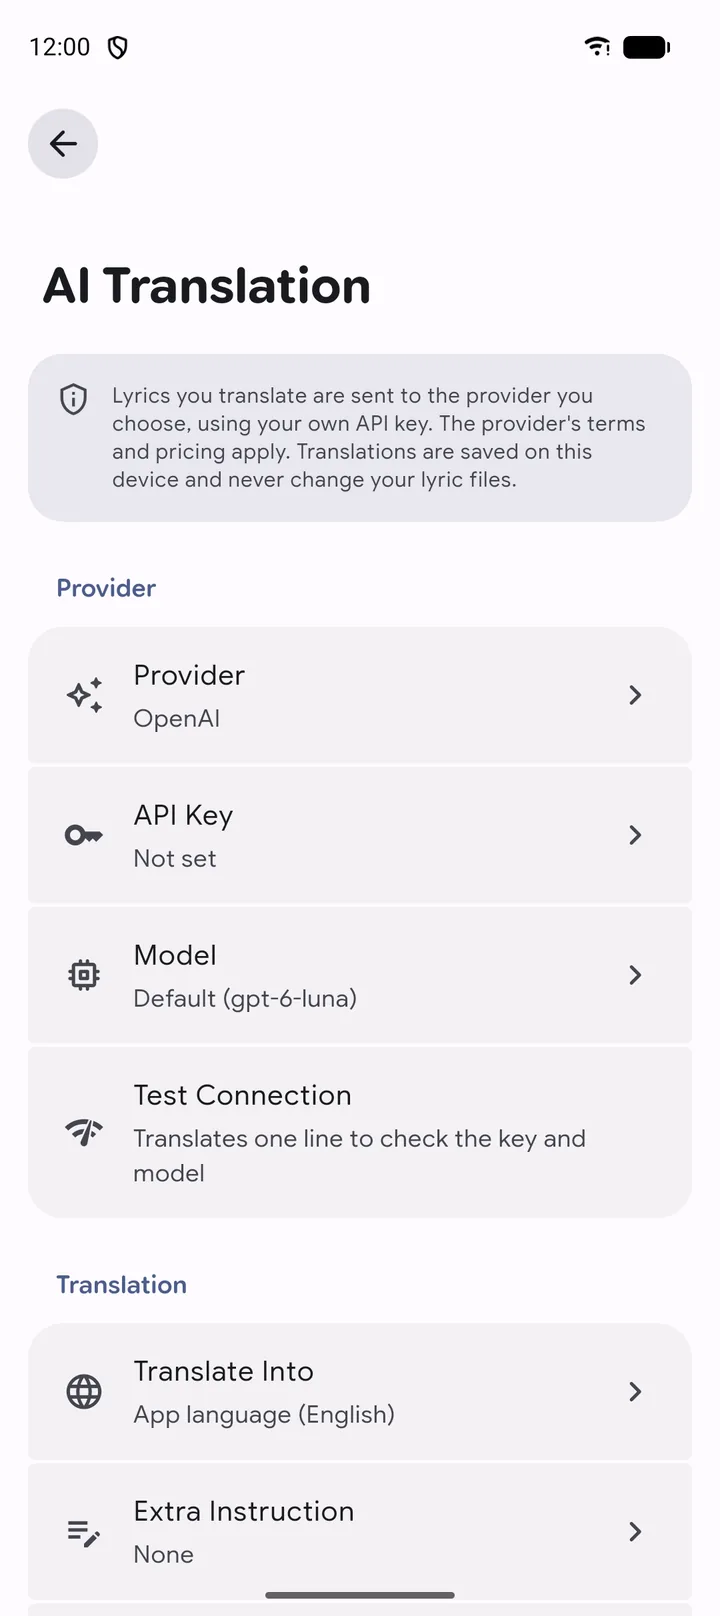 12:00
AI Translation
Lyrics you translate are sent to the provider you
choose, using your own API key. The provider's terms
and pricing apply. Translations are saved on this
device and never change your lyric files.
Provider
Provider
OpenAI
API Key
Not set
Model
Default (gpt-6-luna)
Test Connection
Translates one line to check the key and
model
Translation
Translate Into
App language (English)
Extra Instruction
None